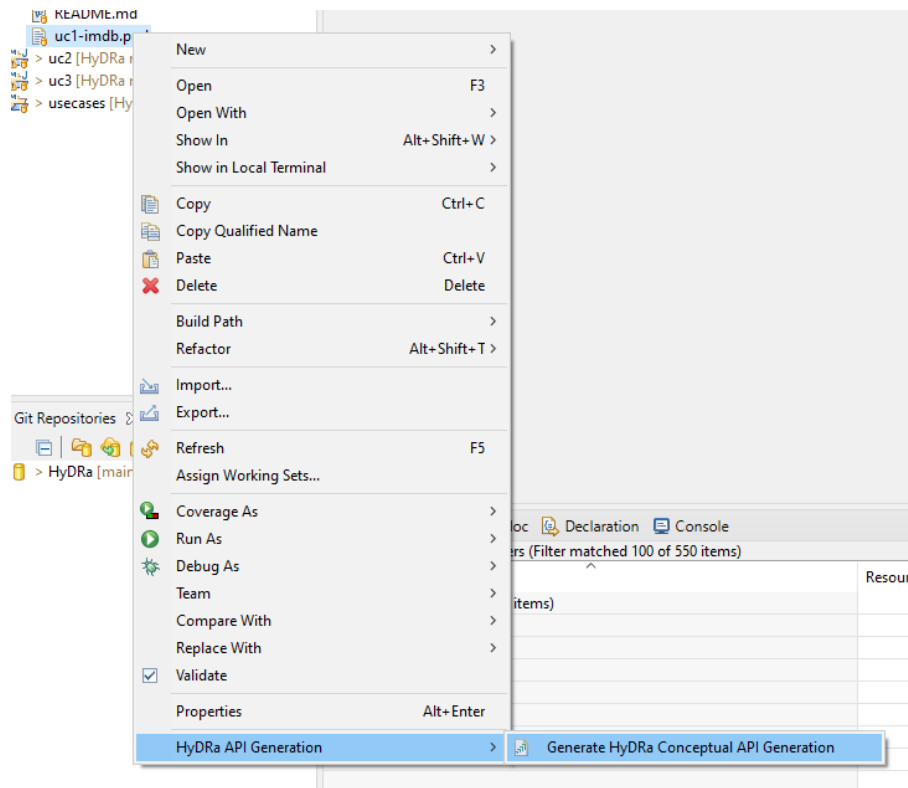 README.md
uc1-imdb.p
> uc2 [HyDRa
> uc3 [HyDRa
> usecases [Hy
New
Open F3
Open With
Show In Alt+Shift+W
Show in Local Terminal
Copy Ctrl+C
Copy Qualified Name
Paste Ctrl+V
Delete Delete
Build Path
Refactor Alt+Shift+T
Import...
Export...
Refresh F5
Assign Working Sets...
Coverage As
Run As
Debug As
Team
Compare With
Replace With
Validate
Properties Alt+Enter
HyDRa API Generation
Generate HyDRa Conceptual API Generation
Git Repositories
> HyDRa [main
oc Declaration Console
ers (Filter matched 100 of 550 items)
Resour
items)